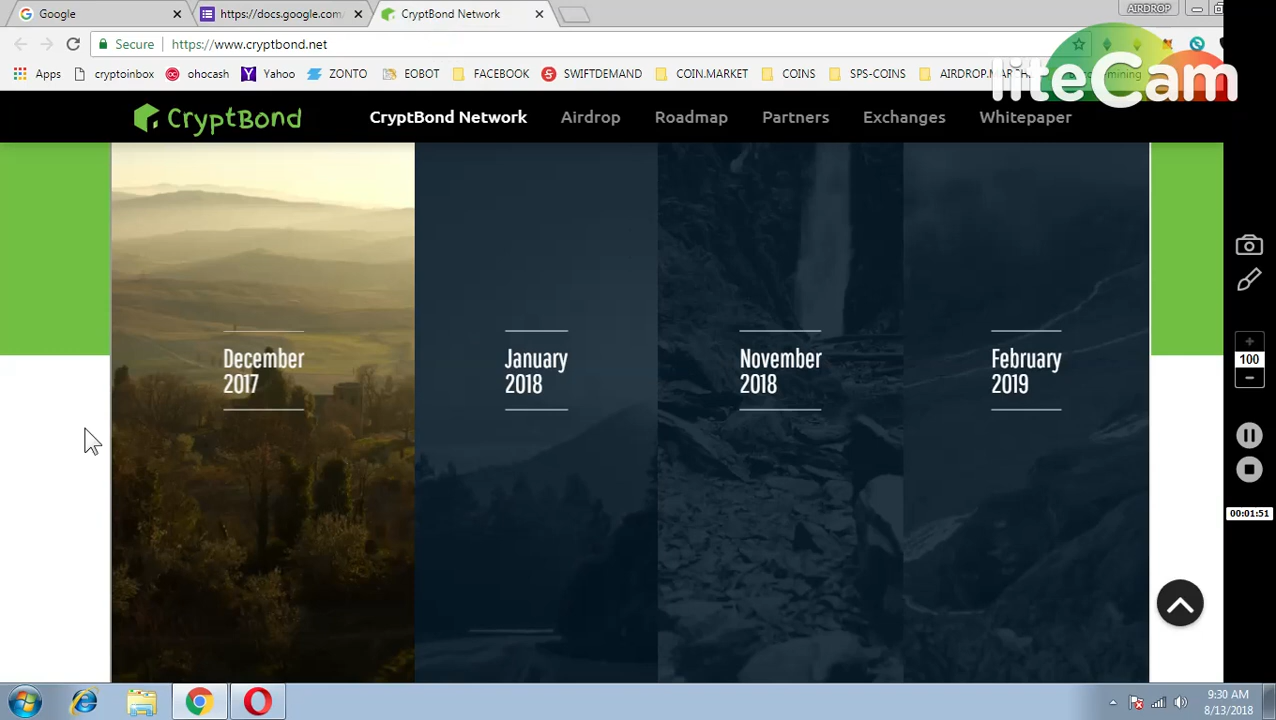 Google
https://docs.google.com
CryptBond Network
AIRDROP
Secure
https://www.cryptbond.net
Apps
cryptoinbox
ohocash
Yahoo
ZONTO
EOBOT
FACEBOOK
SWIFTDEMAND
COIN.MARKET
COINS
SPS-COINS
mining
liteCam
CryptBond
CryptBond Network
Airdrop
Roadmap
Partners
Exchanges
Whitepaper
December
2017
January
2018
November
2018
February
2019
100
00:01:51
9:30 AM
8/13/2018